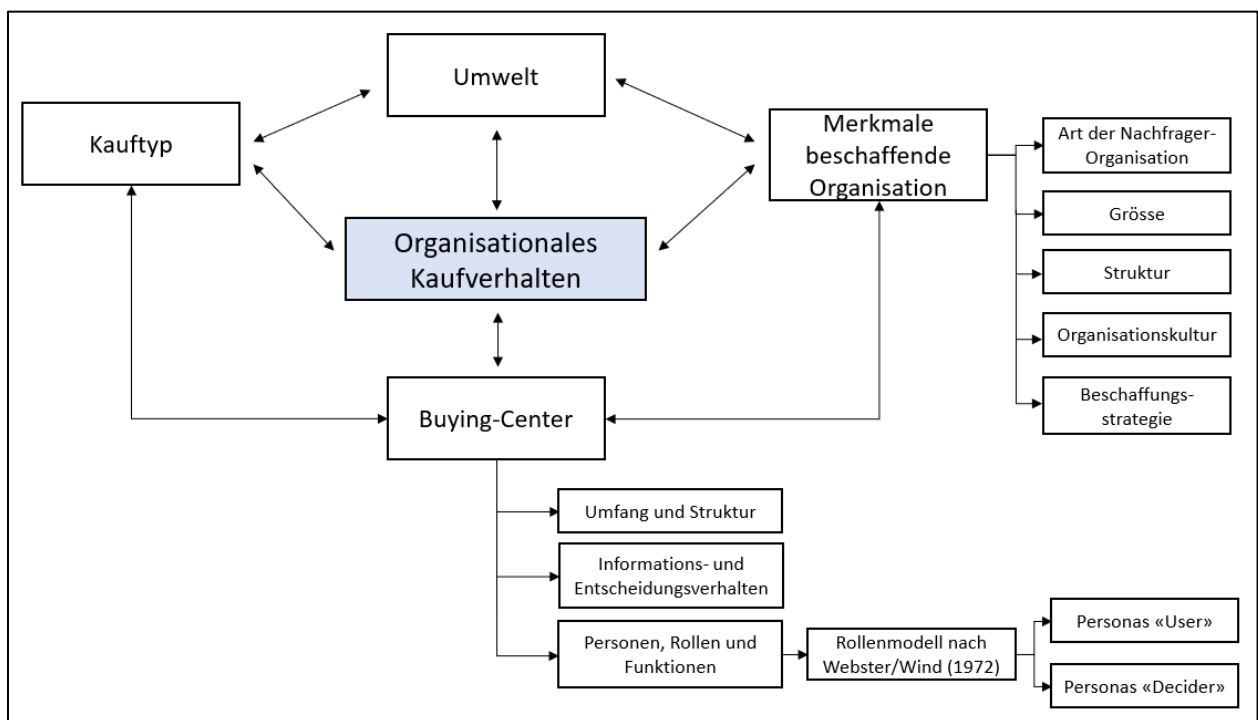 Umwelt
Kauftyp
Merkmale
beschaffende
Organisation
Art der Nachfrager-
Organisation
Grösse
Struktur
Organisationskultur
Beschaffungs-
strategie
Organisationales
Kaufverhalten
Buying-Center
Umfang und Struktur
Informations- und
Entscheidungsverhalten
Personen, Rollen und
Funktionen
Rollenmodell nach
Webster/Wind (1972)
Personas «User»
Personas «Decider»